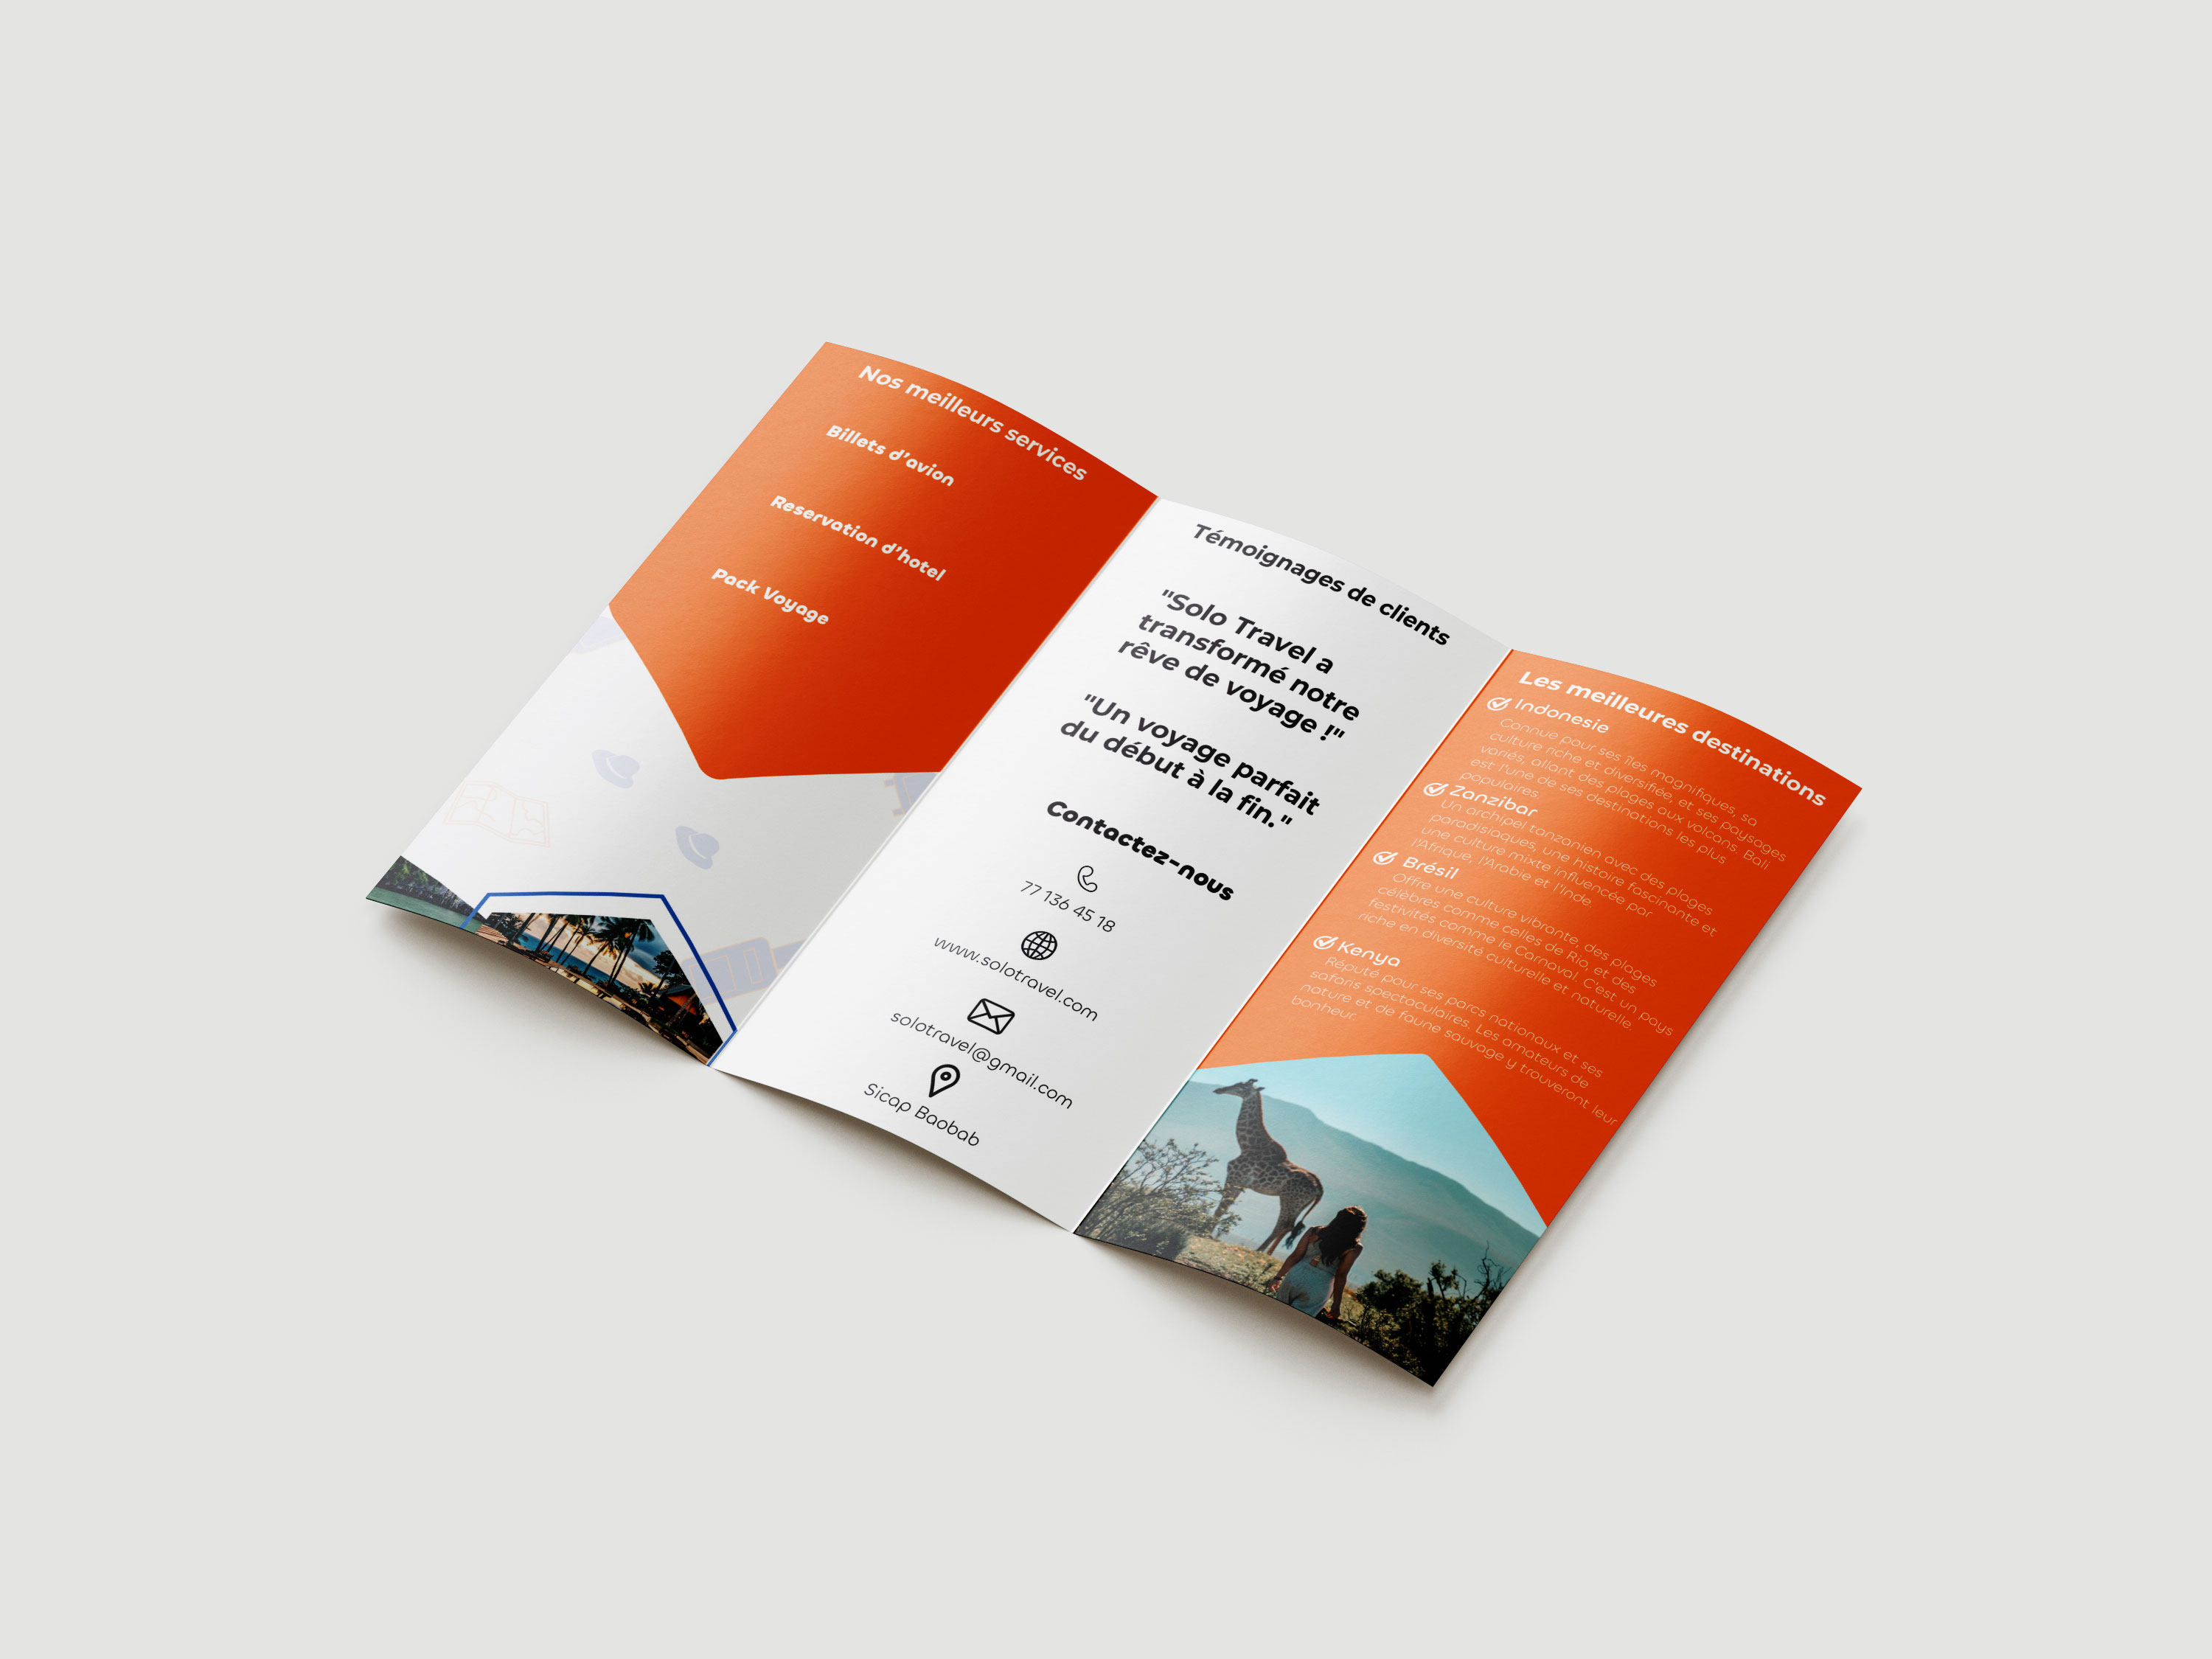 Nos meilleurs services
Billets d'avion
Reservation d'hotel
Pack Voyage
Témoignages de clients
"Solo Travel a
transformé notre
rêve de voyage !"
"Un voyage parfait
du début à la fin."
Contactez-nous
77 136 45 18
www.solotravel.com
solotravel@gmail.com
Sicap Baobab
Les meilleures destinations
Indonesie
Connue pour ses îles magnifiques, sa
culture riche et diversifiée, et ses paysages
variés, allant des plages aux volcans. Bali
est l'une de ses destinations les plus
populaires.
Zanzibar
Un archipel tanzanien avec des plages
paradisiaques, une histoire fascinante et
une culture mixte influencée par
l'Afrique, l'Arabie et l'Inde.
Brésil
Offre une culture vibrante, des plages
célèbres comme celles de Rio, et des
festivités comme le Carnaval. C'est un pays
riche en diversité culturelle et naturelle.
Kenya
Réputé pour ses parcs nationaux et ses
safaris spectaculaires. Les amateurs de
nature et de faune sauvage y trouveront leur
bonheur.